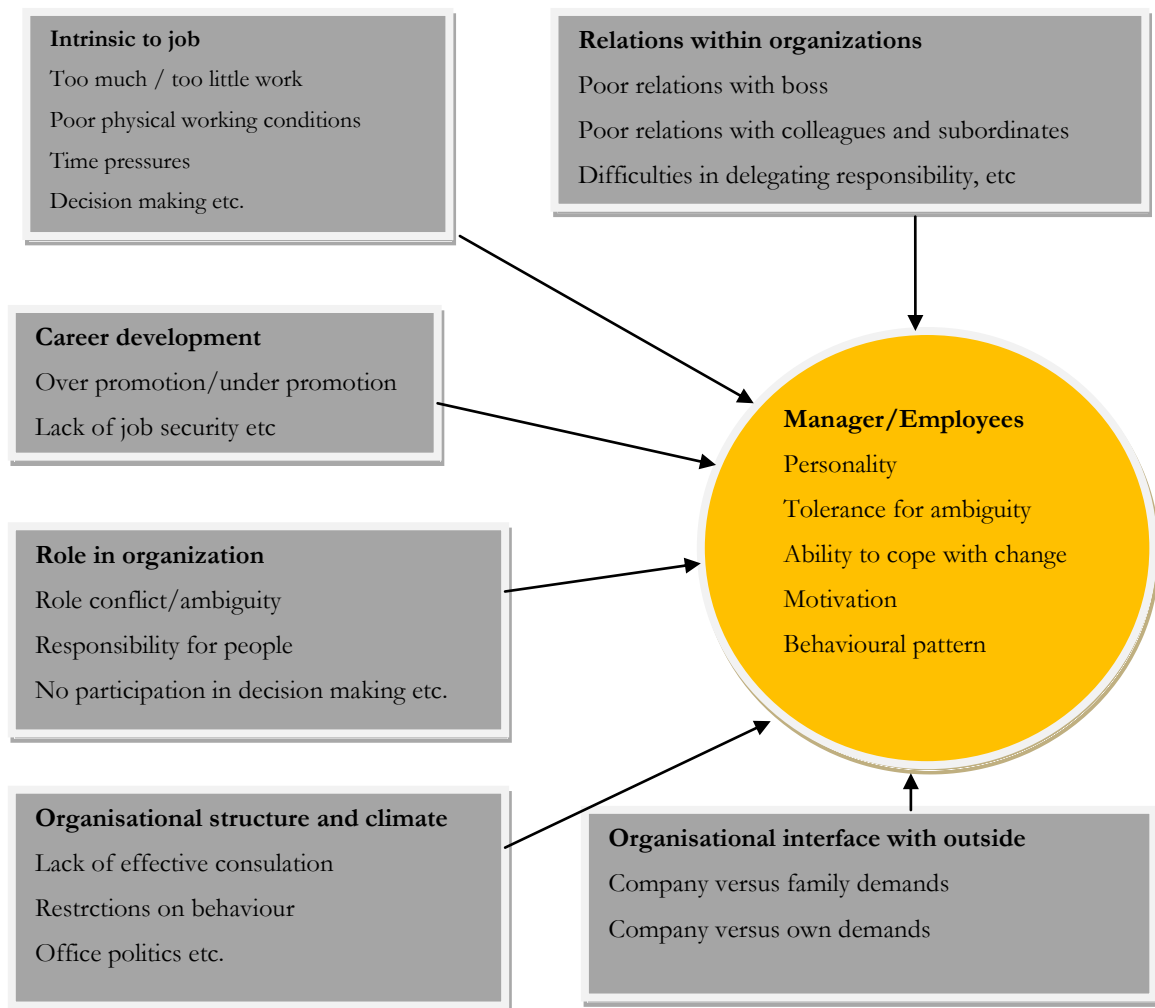 Intrinsic to job
Too much / too little work
Poor physical working conditions
Time pressures
Decision making etc.
Relations within organizations
Poor relations with boss
Poor relations with colleagues and subordinates
Difficulties in delegating responsibility, etc
Career development
Over promotion/under promotion
Lack of job security etc
Manager/Employees
Personality
Tolerance for ambiguity
Ability to cope with change
Motivation
Behavioural pattern
Role in organization
Role conflict/ambiguity
Responsibility for people
No participation in decision making etc.
Organisational structure and climate
Lack of effective consulation
Restrctions on behaviour
Office politics etc.
Organisational interface with outside
Company versus family demands
Company versus own demands